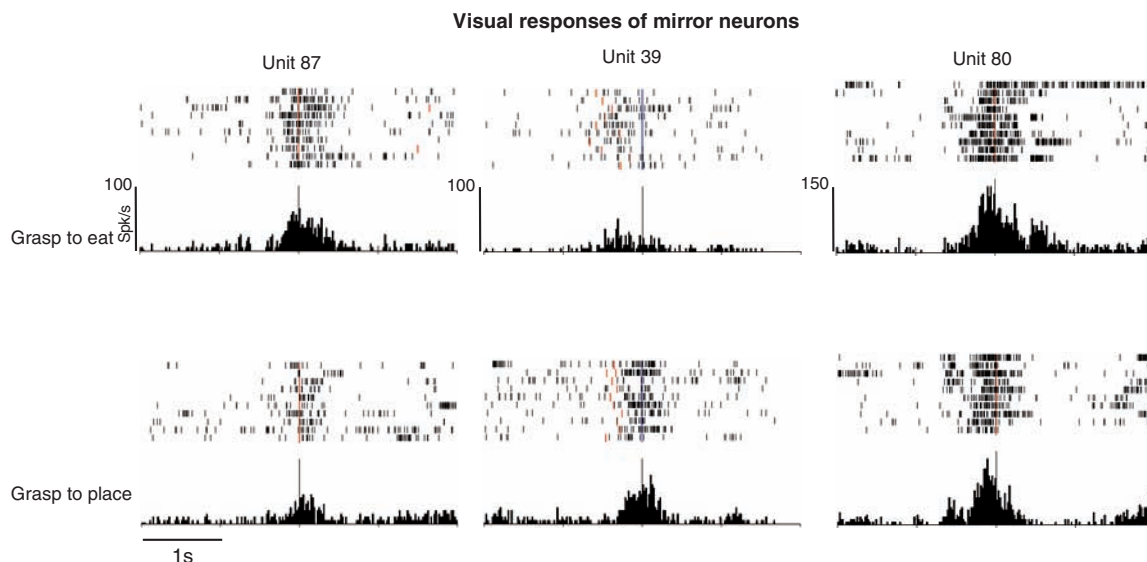 Visual responses of mirror neurons
Unit 87
Unit 39
Unit 80
100
100
150
Spk/s
Grasp to eat
Grasp to place
1s